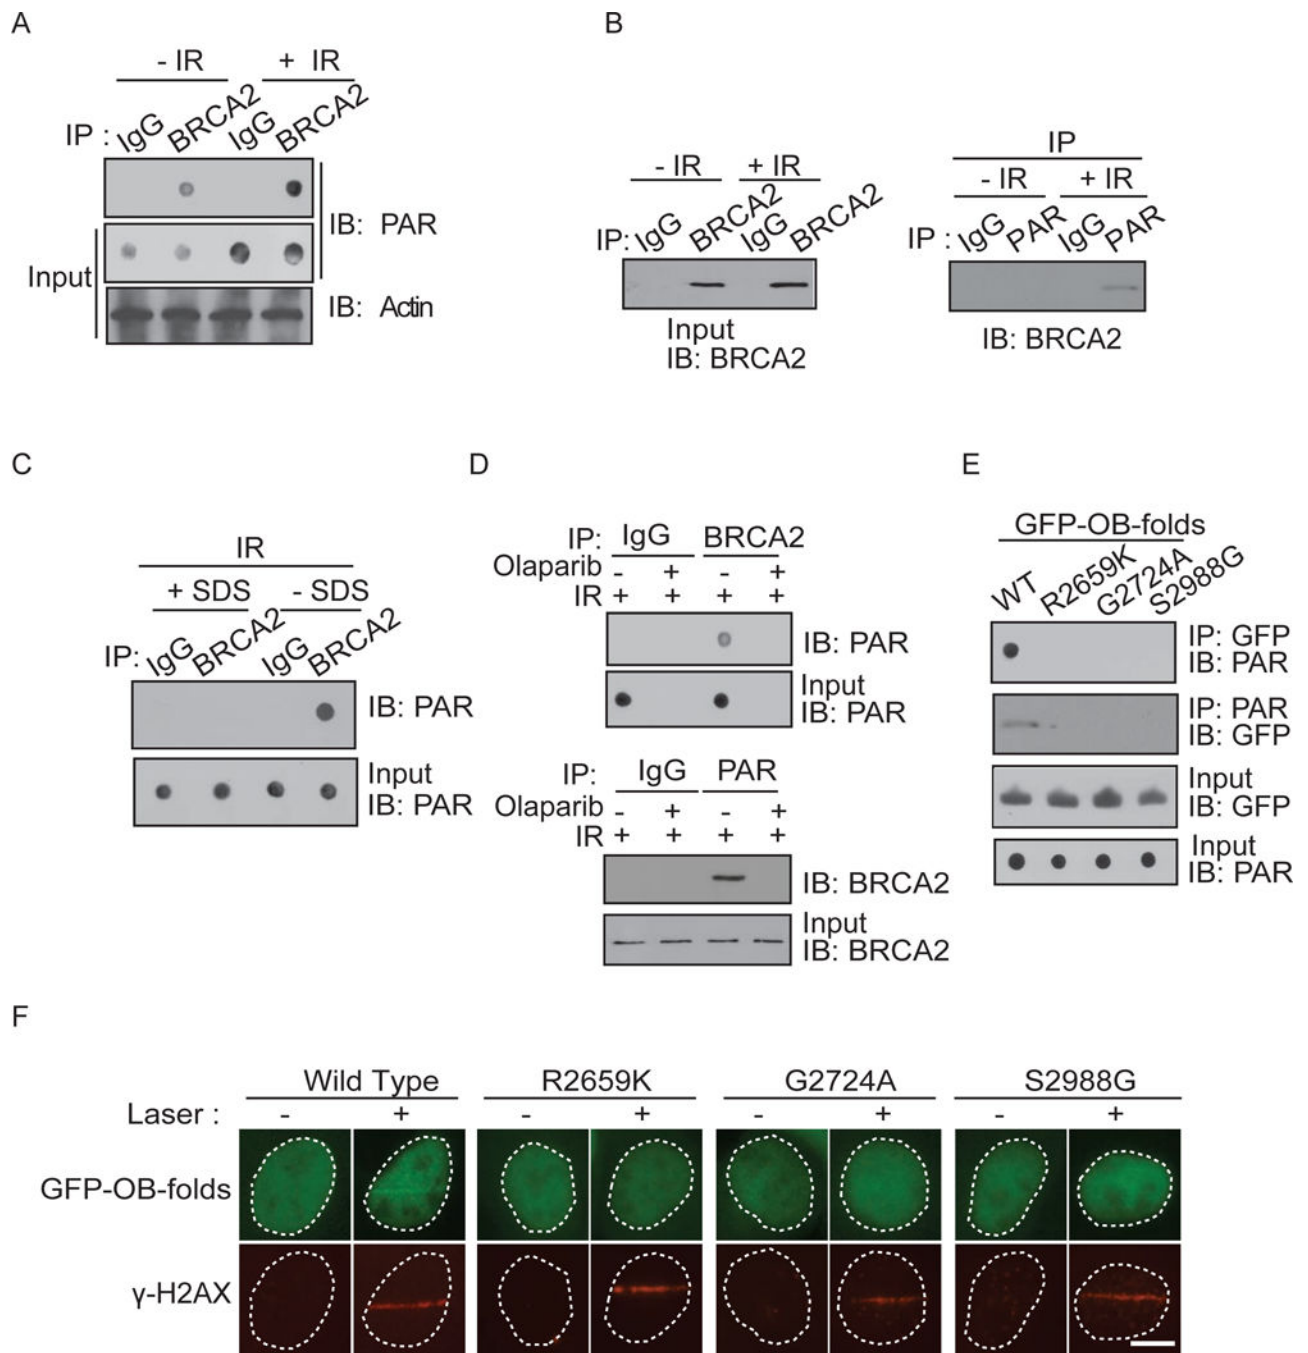 A
- IR + IR
IP : IgG BRCA2 IgG BRCA2
IB: PAR
Input
IB: Actin
B
- IR + IR
IP: IgG BRCA2 IgG BRCA2
Input
IB: BRCA2
IP
- IR + IR
IP : IgG PAR IgG PAR
IB: BRCA2
C
IR
+ SDS - SDS
IP: IgG BRCA2 IgG BRCA2
IB: PAR
Input
IB: PAR
D
IP: IgG BRCA2
Olaparib - + - +
IR + + + +
IB: PAR
Input
IB: PAR
IP: IgG PAR
Olaparib - + - +
IR + + + +
IB: BRCA2
Input
IB: BRCA2
E
GFP-OB-folds
WT R2659K G2724A S2988G
IP: GFP
IB: PAR
IP: PAR
IB: GFP
Input
IB: GFP
Input
IB: PAR
F
Wild Type R2659K G2724A S2988G
Laser : - + - + - + - +
GFP-OB-folds
γ-H2AX